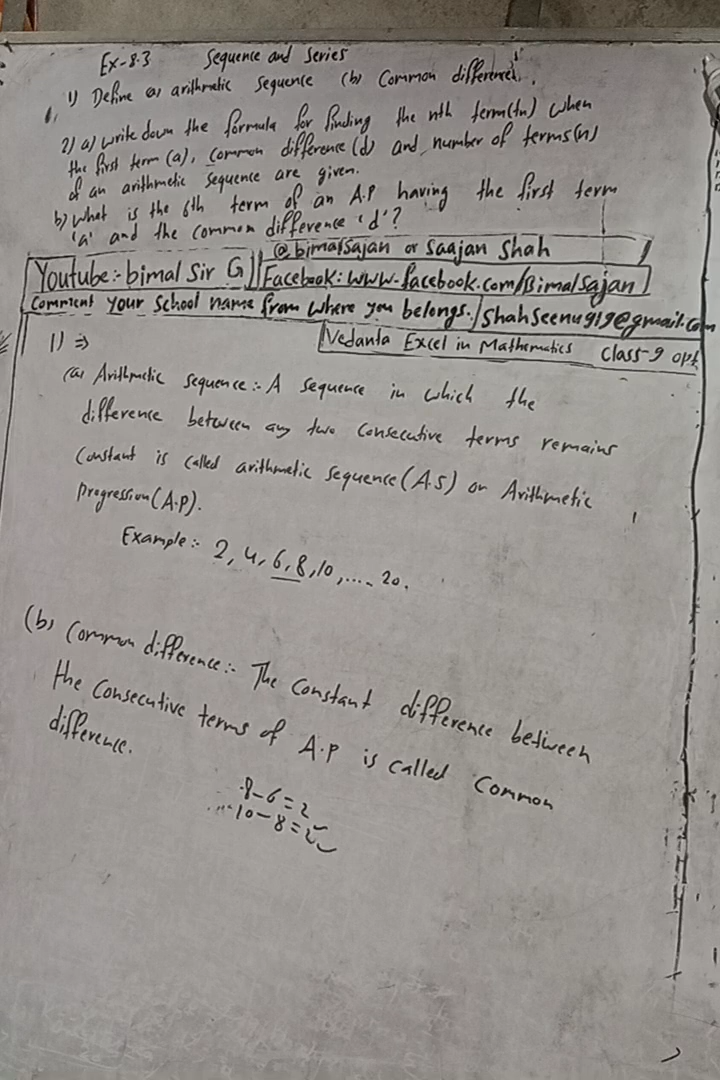 Ex-8.3 Sequence and Series
1) Define (a) arithmetic sequence (b) Common difference.
2) a) write down the formula for finding the nth term(tn) when
the first term (a), common difference (d) and number of terms(n)
of an arithmetic sequence are given.
b) What is the 6th term of an A.P having the first term
'a' and the common difference 'd'?
@bimalsajan or Saajan Shah
Youtube:- bimal Sir G Facebook: www.facebook.com/Bimalsajan
Comment your School name from where you belongs. Shahseenu919@gmail.com
Vedanta Excel in Mathematics Class-9 opt
1) ⇒
(a) Arithmetic sequence:- A sequence in which the
difference between any two consecutive terms remains
Constant is called arithmetic sequence (A.S) or Arithmetic
progression (A.P).
Example:- 2, 4, 6, 8, 10, .... 20.
(b) Common difference:- The constant difference between
the consecutive terms of A.P is called common
difference.
8-6=2
10-8=2